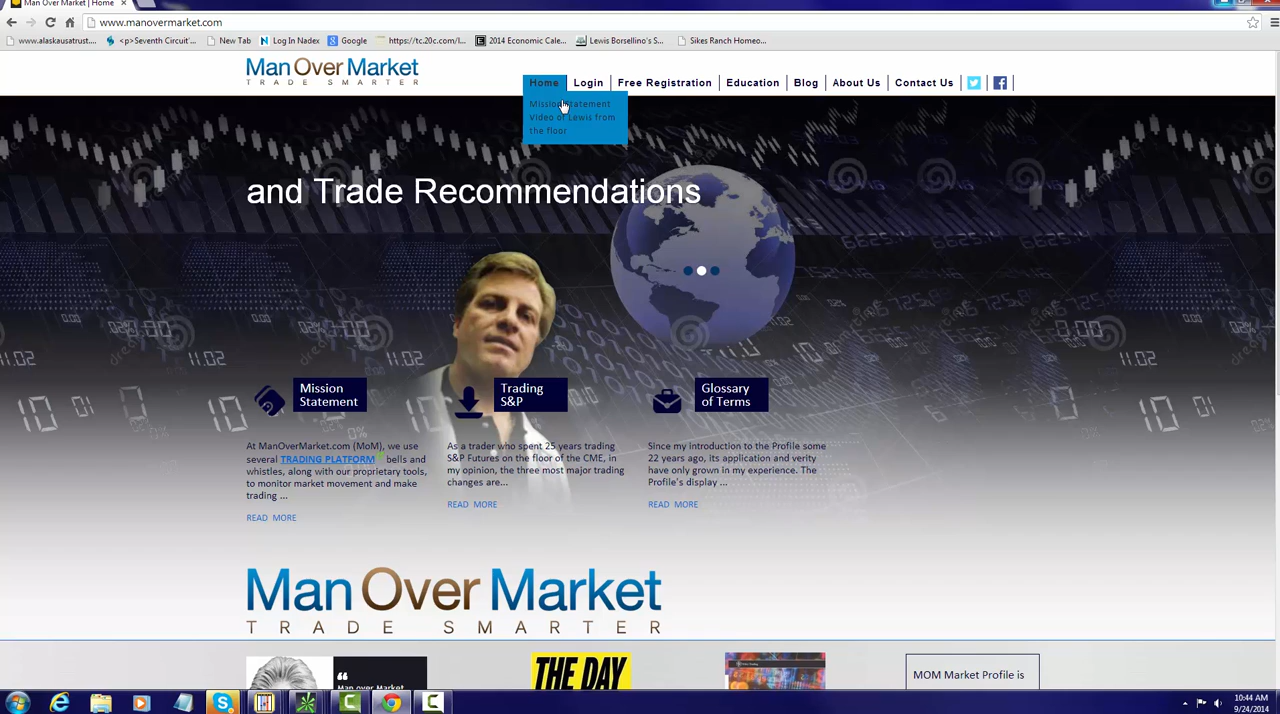 Man Over Market | Home
www.manovermarket.com
www.alaskausatrust....
<p>Seventh Circuit'...
New Tab
Log In Nadex
Google
https://tc.20c.com/l...
2014 Economic Cale...
Lewis Borsellino's S...
Sikes Ranch Homeo...
Man Over Market
TRADE SMARTER
Home
Login
Free Registration
Education
Blog
About Us
Contact Us
Mission Statement
Video of Lewis from
the floor
and Trade Recommendations
Mission
Statement
Trading
S&P
Glossary
of Terms
At ManOverMarket.com (MoM), we use
several TRADING PLATFORM bells and
whistles, along with our proprietary tools,
to monitor market movement and make
trading ...
READ MORE
As a trader who spent 25 years trading
S&P Futures on the floor of the CME, in
my opinion, the three most major trading
changes are...
READ MORE
Since my introduction to the Profile some
22 years ago, its application and verity
have only grown in my experience. The
Profile's display ...
READ MORE
Man Over Market
TRADE SMARTER
Man over Market
THE DAY
MOM Market Profile is
10:44 AM
9/24/2014